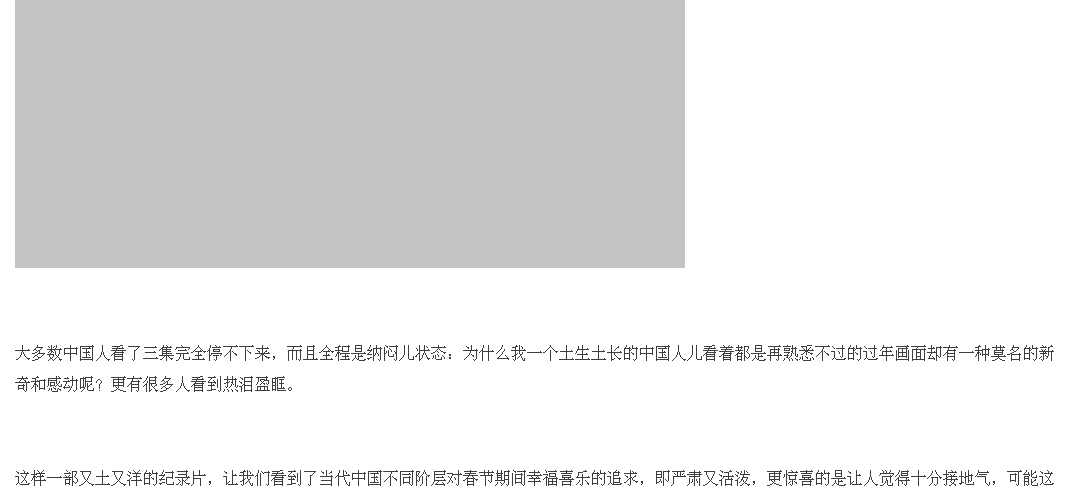 大多数中国人看了三集完全停不下来，而且全程是纳闷儿状态：为什么我一个土生土长的中国人儿看着都是再熟悉不过的过年画面却有一种莫名的新
奇和感动呢？更有很多人看到热泪盈眶。
这样一部又土又洋的纪录片，让我们看到了当代中国不同阶层对春节期间幸福喜乐的追求，即严肃又活泼，更惊喜的是让人觉得十分接地气，可能这